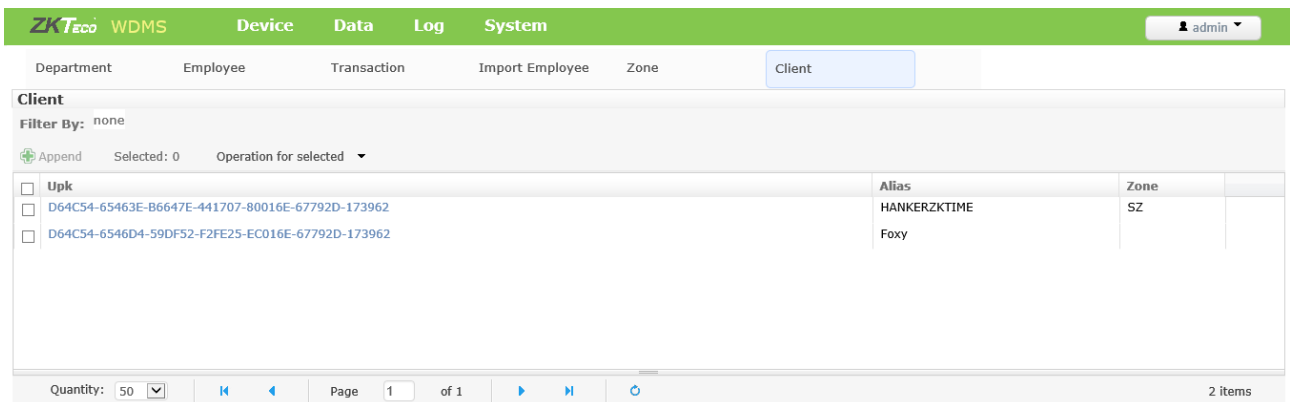 ZKTECO WDMS Device Data Log System admin
Department Employee Transaction Import Employee Zone Client
Client
Filter By: none
Append Selected: 0 Operation for selected
Upk Alias Zone
D64C54-65463E-B6647E-441707-80016E-67792D-173962 HANKERZKTIME SZ
D64C54-6546D4-59DF52-F2FE25-EC016E-67792D-173962 Foxy
Quantity: 50 Page 1 of 1 2 items